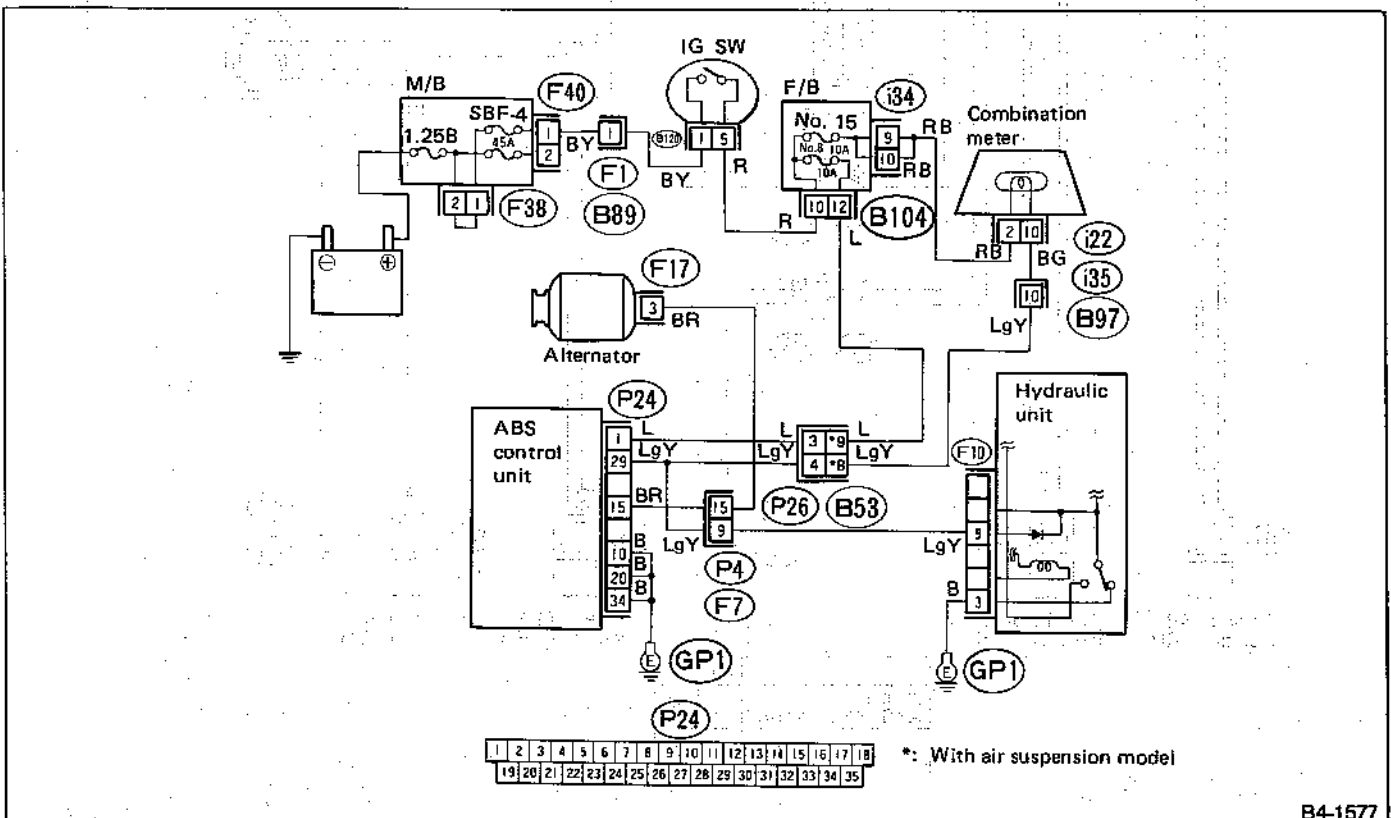 IG SW
M/B
F40
SBF-4
1.25B
45A
1
2
BY
1
F1
B89
B120
BY
1 5
R
F/B
i34
No. 15
No.8 10A
10A
9
10
RB
RB
Combination
meter
2 1
F38
R
10 12
B104
L
2 10
RB
BG
i22
i35
10
B97
LgY
F17
3
BR
Alternator
P24
ABS
control
unit
1
29
15
10
20
34
L
LgY
BR
B
B
B
L
LgY
3 *9
4 *8
L
LgY
P26
B53
15
9
LgY
P4
F7
E
GP1
Hydraulic
unit
F10
9
3
LgY
B
E
GP1
P24
1 2 3 4 5 6 7 8 9 10 11 12 13 14 15 16 17 18
19 20 21 22 23 24 25 26 27 28 29 30 31 32 33 34 35
*: With air suspension model
B4-1577